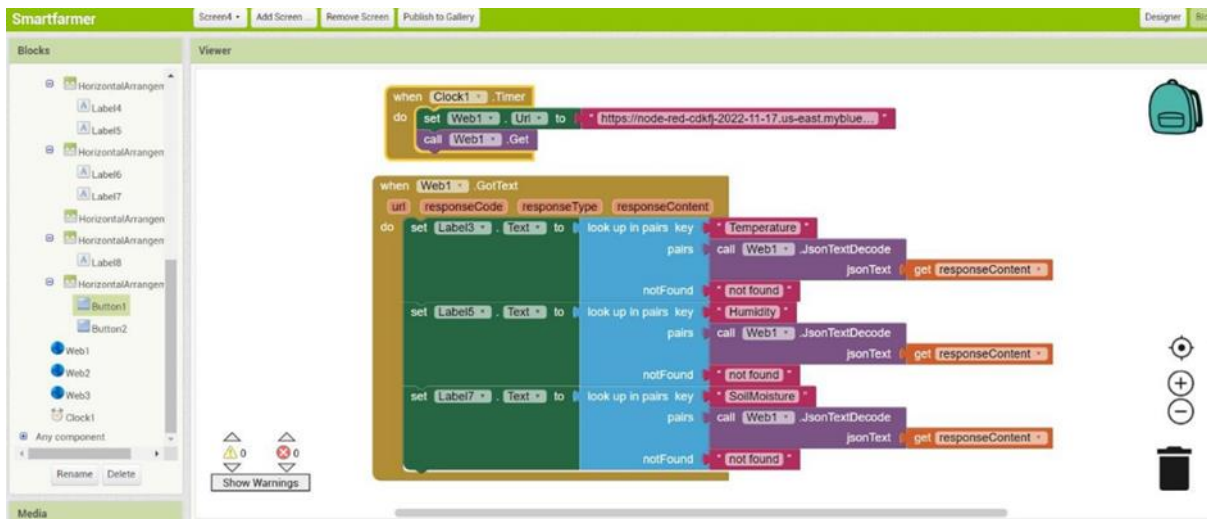 Smartfarmer
Screen4
Add Screen ...
Remove Screen
Publish to Gallery
Designer
Blocks
Viewer
HorizontalArrangen
Label4
Label5
HorizontalArrangen
Label6
Label7
HorizontalArrangen
HorizontalArrangen
Label8
HorizontalArrangen
Button1
Button2
Web1
Web2
Web3
Clock1
Any component
Rename Delete
Media
when Clock1 .Timer
do set Web1 . Url to " https://node-red-cdkfj-2022-11-17.us-east.myblue... "
call Web1 .Get
when Web1 .GotText
url responseCode responseType responseContent
do set Label3 . Text to look up in pairs key " Temperature "
pairs call Web1 .JsonTextDecode
jsonText get responseContent
notFound " not found "
set Label5 . Text to look up in pairs key " Humidity "
pairs call Web1 .JsonTextDecode
jsonText get responseContent
notFound " not found "
set Label7 . Text to look up in pairs key " SoilMoisture "
pairs call Web1 .JsonTextDecode
jsonText get responseContent
notFound " not found "
0 0
Show Warnings